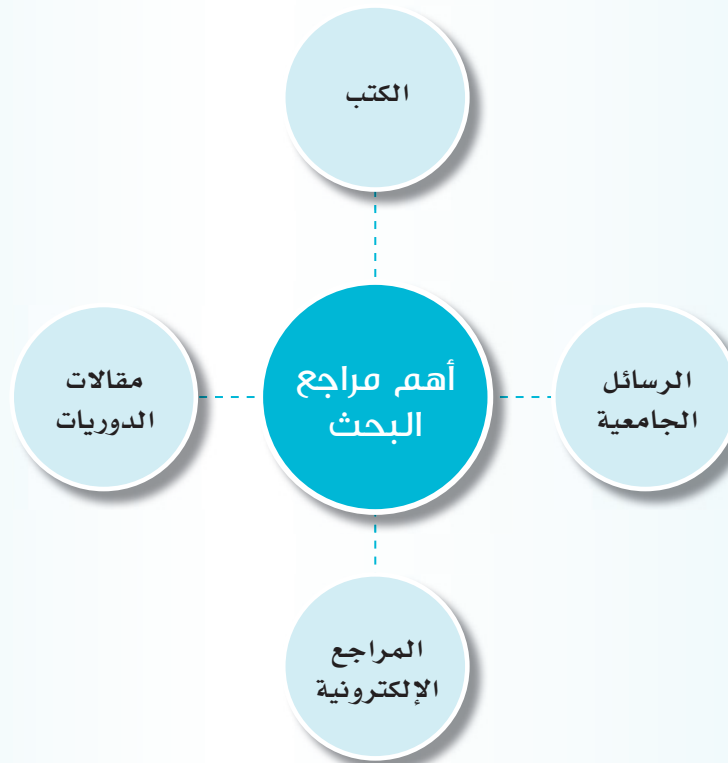 الكتب
أهم مراجع
البحث
الرسائل
الجامعية
مقالات
الدوريات
المراجع
الإلكترونية